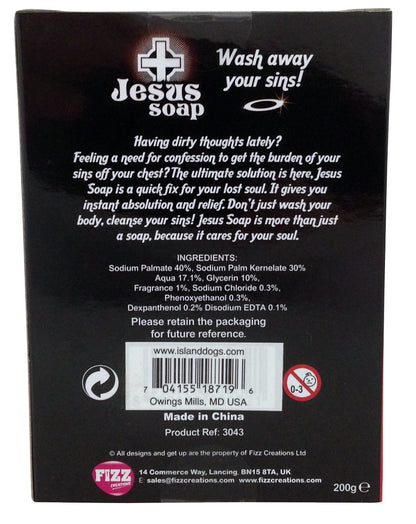 Jesus
soap
Wash away
your sins!
Having dirty thoughts lately?
Feeling a need for confession to get the burden of your
sins off your chest? The ultimate solution is here, Jesus
Soap is a quick fix for your lost soul. It gives you
instant absolution and relief. Don't just wash your
body, cleanse your sins! Jesus Soap is more than just
a soap, because it cares for your soul.
INGREDIENTS:
Sodium Palmate 40%, Sodium Palm Kernelate 30%
Aqua 17.1%, Glycerin 10%,
Fragrance 1%, Sodium Chloride 0.3%,
Phenoxyethanol 0.3%,
Dexpanthenol 0.2% Disodium EDTA 0.1%
Please retain the packaging
for future reference.
www.islanddogs.com
7 04155 18719 6
Owings Mills, MD USA
0-3
Made in China
Product Ref: 3043
© All designs and get up are the property of Fizz Creations Ltd
FIZZ
CREATIONS
14 Commerce Way, Lancing, BN15 8TA, UK
E: sales@fizzcreations.com www.fizzcreations.com
200g e